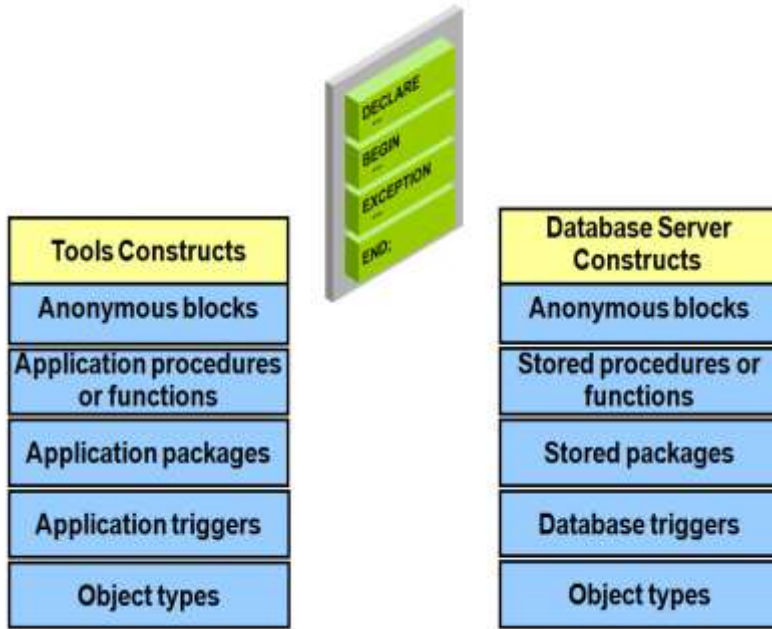 DECLARE
...
BEGIN
...
EXCEPTION
...
END;
Tools Constructs
Anonymous blocks
Application procedures
or functions
Application packages
Application triggers
Object types
Database Server
Constructs
Anonymous blocks
Stored procedures or
functions
Stored packages
Database triggers
Object types